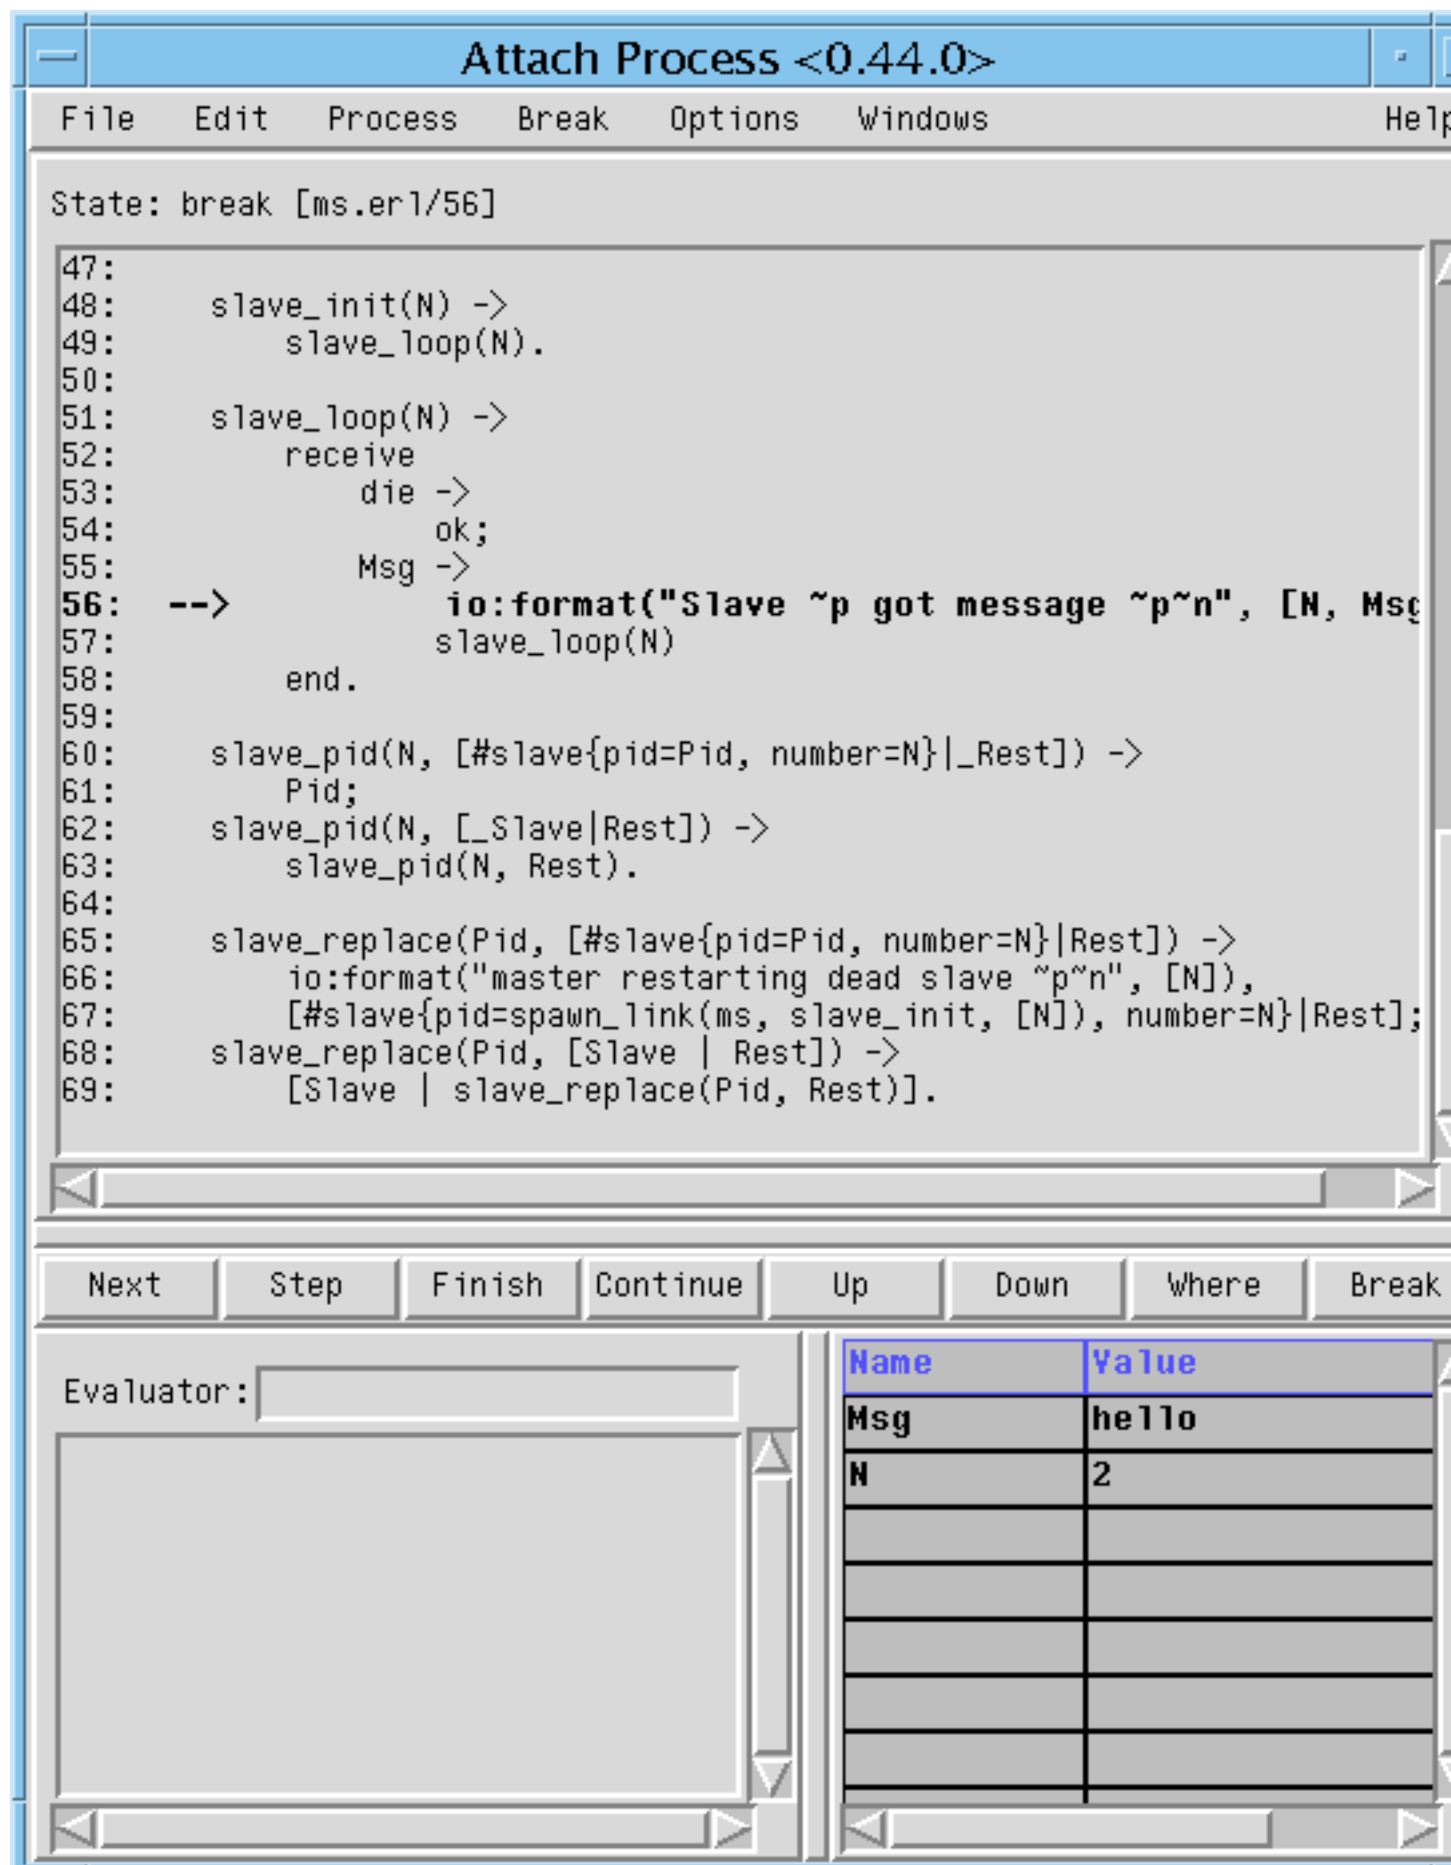 Attach Process <0.44.0>
File Edit Process Break Options Windows Help
State: break [ms.erl/56]
47:
48: slave_init(N) ->
49: slave_loop(N).
50:
51: slave_loop(N) ->
52: receive
53: die ->
54: ok;
55: Msg ->
56: --> io:format("Slave ~p got message ~p~n", [N, Msg
57: slave_loop(N)
58: end.
59:
60: slave_pid(N, [#slave{pid=Pid, number=N}|_Rest]) ->
61: Pid;
62: slave_pid(N, [_Slave|Rest]) ->
63: slave_pid(N, Rest).
64:
65: slave_replace(Pid, [#slave{pid=Pid, number=N}|Rest]) ->
66: io:format("master restarting dead slave ~p~n", [N]),
67: [#slave{pid=spawn_link(ms, slave_init, [N]), number=N}|Rest];
68: slave_replace(Pid, [Slave | Rest]) ->
69: [Slave | slave_replace(Pid, Rest)].
Next Step Finish Continue Up Down Where Break
Evaluator:
Name Value
Msg hello
N 2